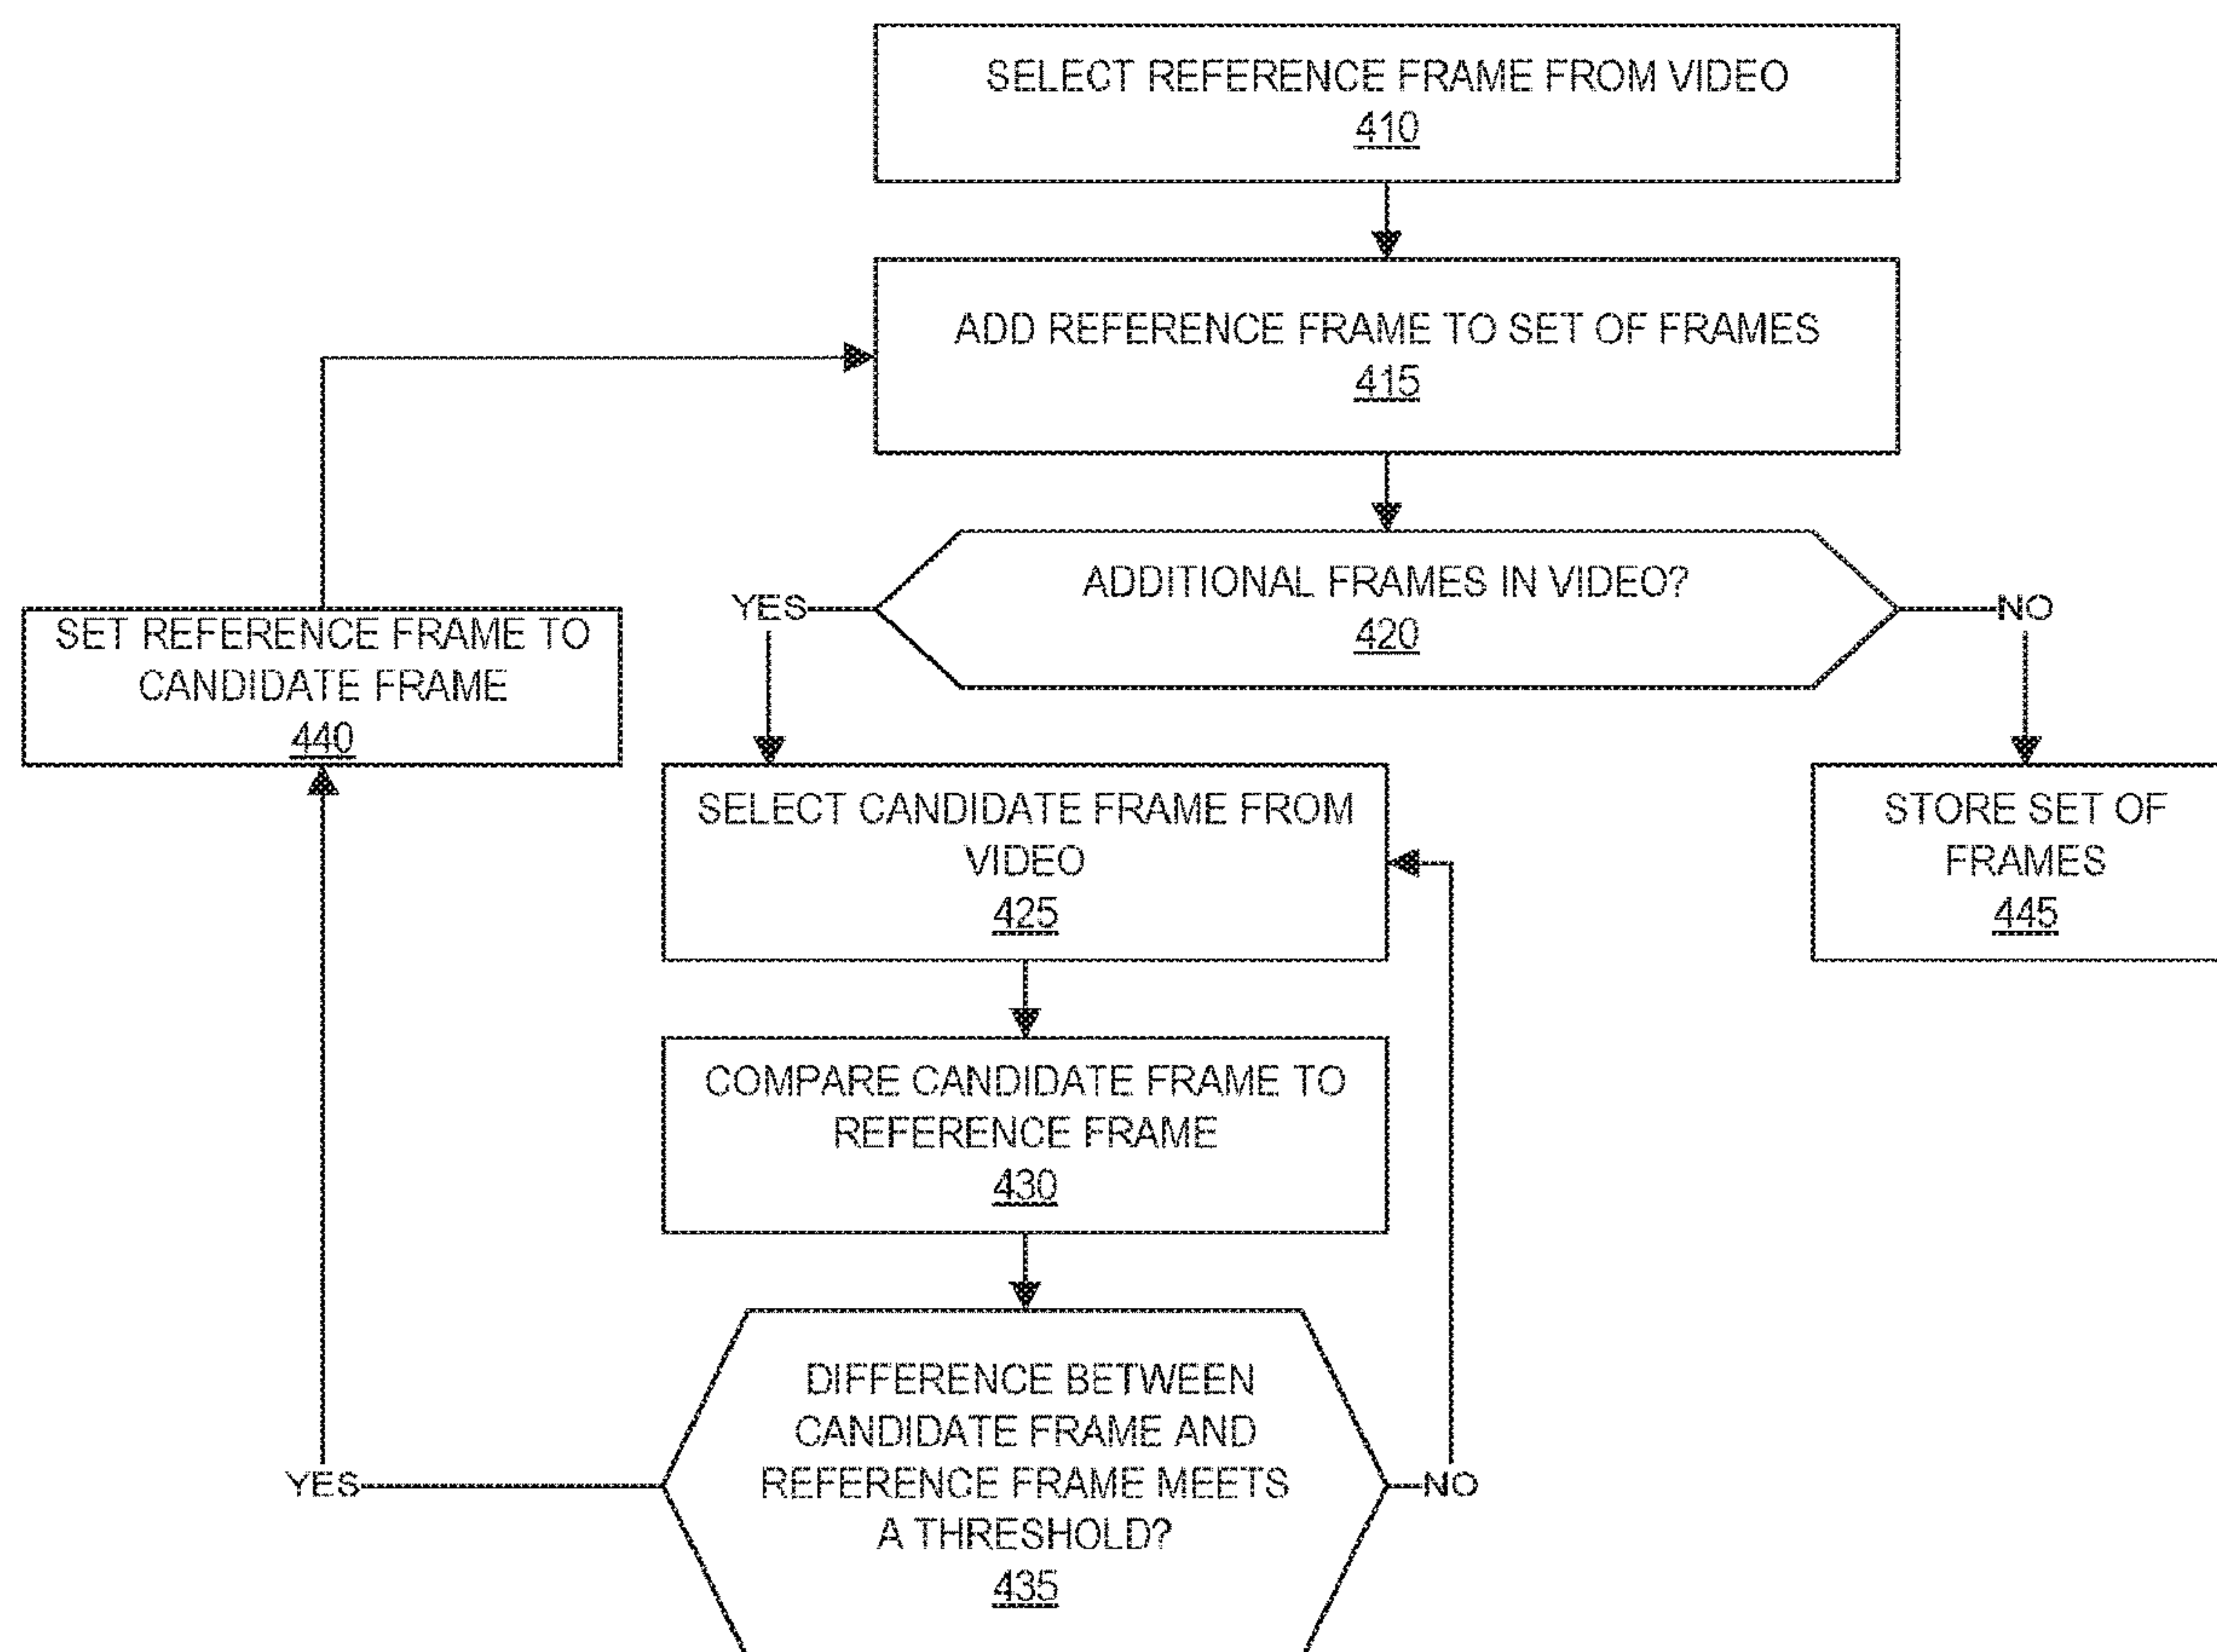 SELECT REFERENCE FRAME FROM VIDEO
410
ADD REFERENCE FRAME TO SET OF FRAMES
415
ADDITIONAL FRAMES IN VIDEO?
420
YES
NO
SET REFERENCE FRAME TO
CANDIDATE FRAME
440
SELECT CANDIDATE FRAME FROM
VIDEO
425
STORE SET OF
FRAMES
445
COMPARE CANDIDATE FRAME TO
REFERENCE FRAME
430
DIFFERENCE BETWEEN
CANDIDATE FRAME AND
REFERENCE FRAME MEETS
A THRESHOLD?
435
YES
NO